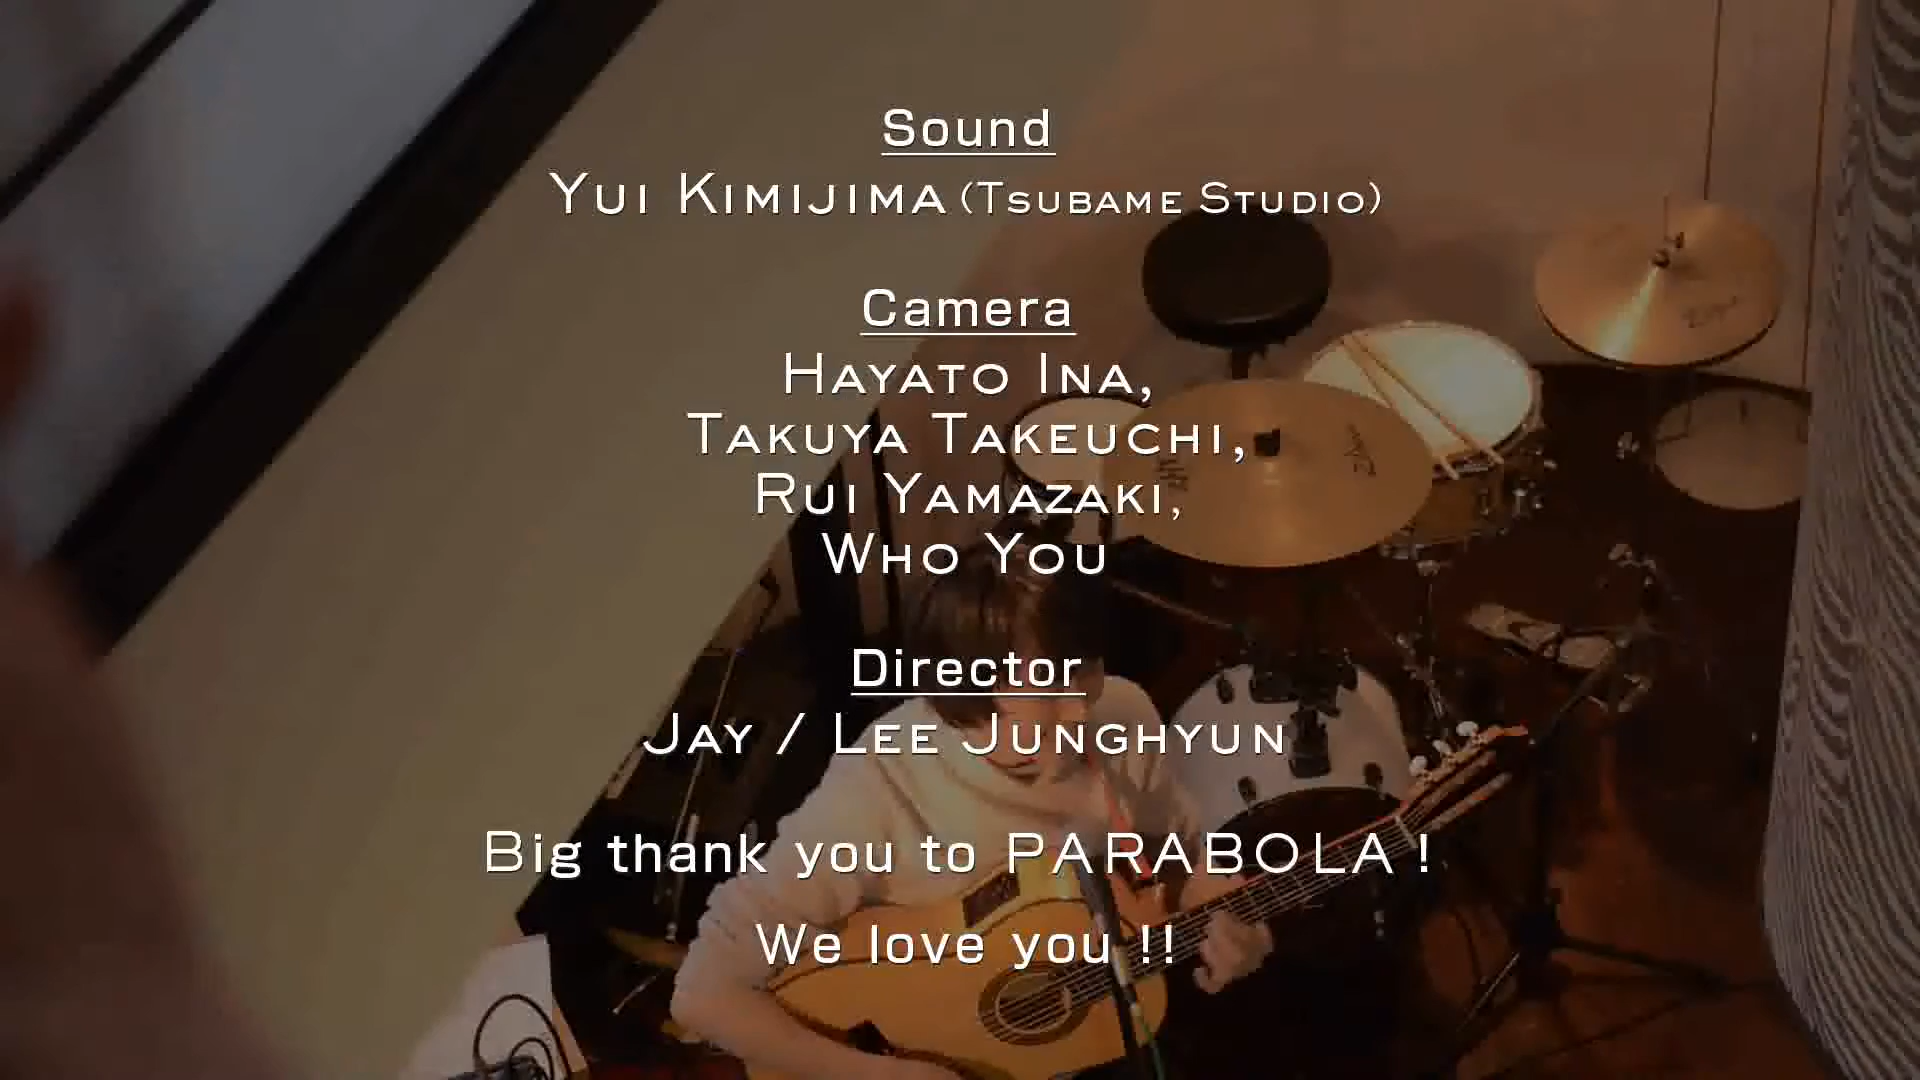 Sound
Yui Kimijima (Tsubame Studio)
Camera
Hayato Ina,
Takuya Takeuchi,
Rui Yamazaki,
Who You
Director
Jay / Lee Junghyun
Big thank you to PARABOLA !
We love you !!